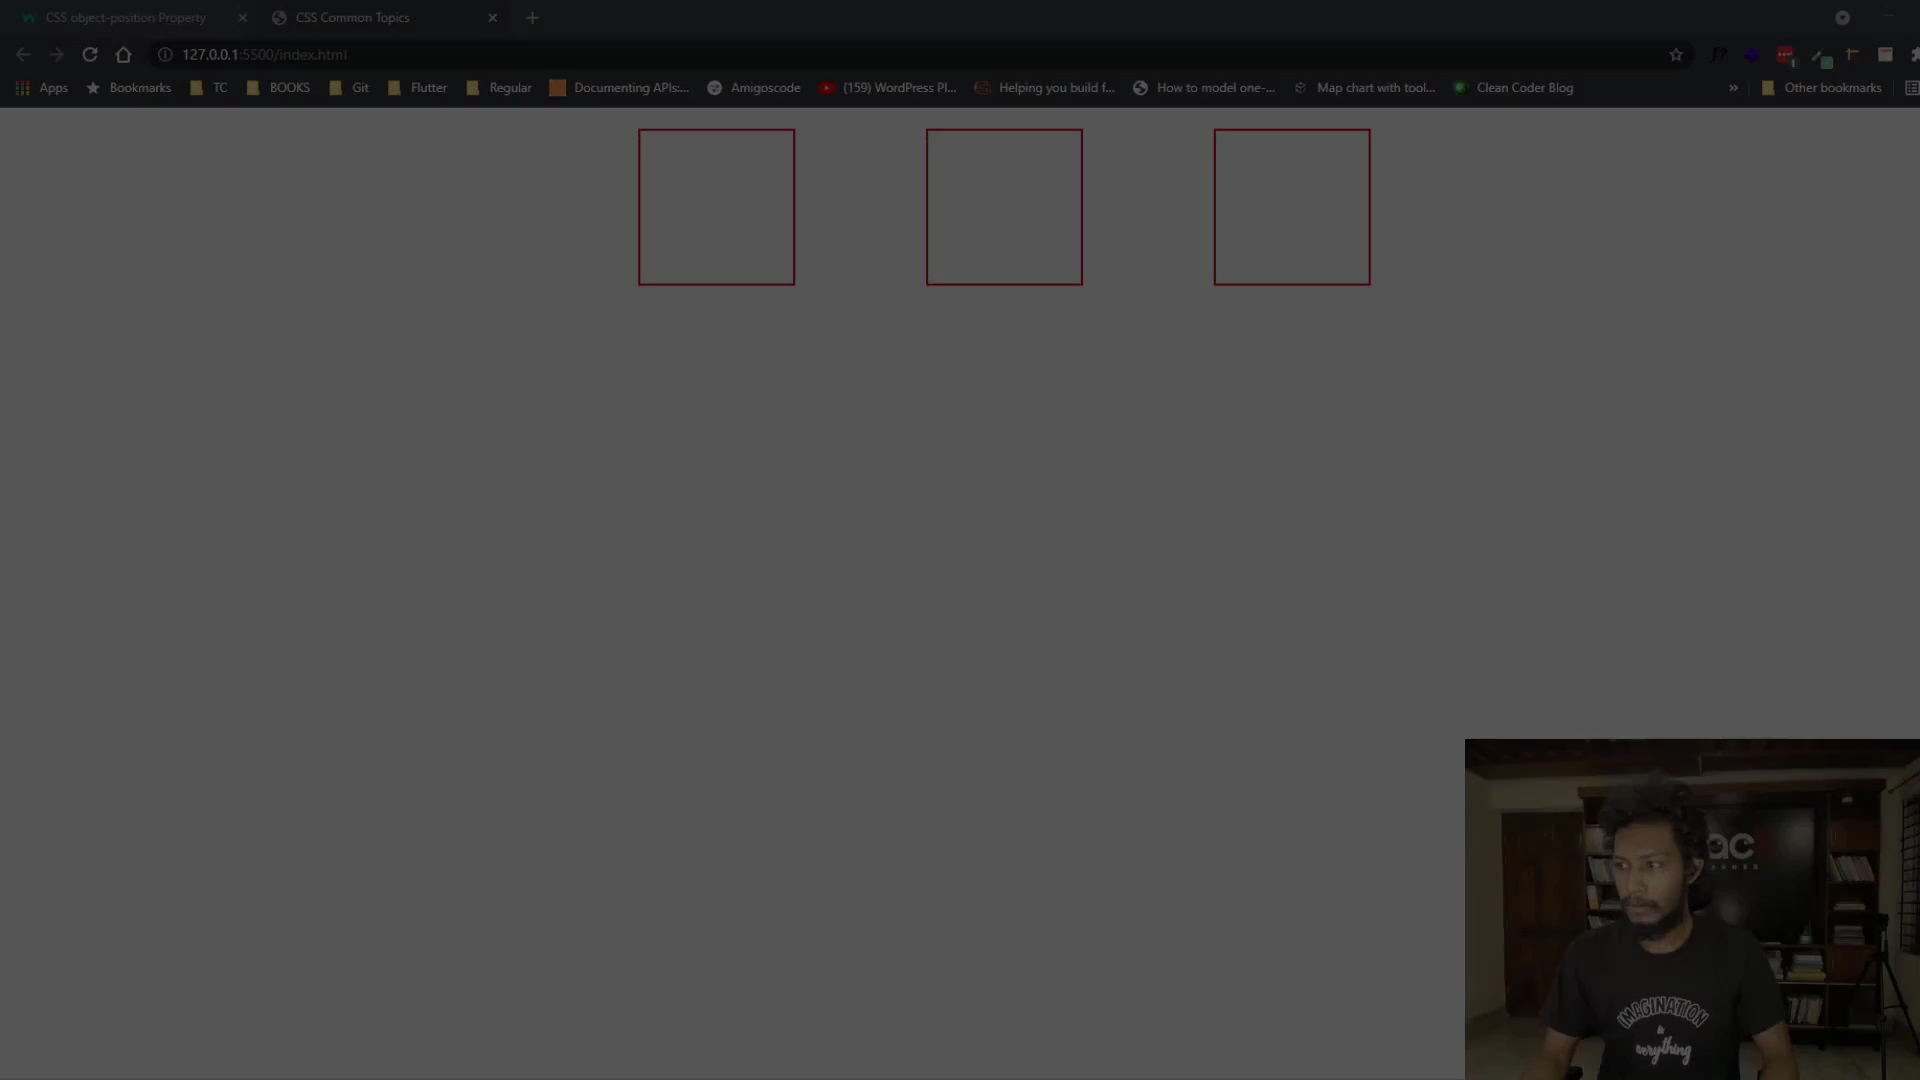 CSS object-position Property
CSS Common Topics
127.0.0.1:5500/index.html
Apps
Bookmarks
TC
BOOKS
Git
Flutter
Regular
Documenting APIs:...
Amigoscode
(159) WordPress Pl...
Helping you build f...
How to model one-...
Map chart with tool...
Clean Coder Blog
»
Other bookmarks
IMAGINATION
is
everything